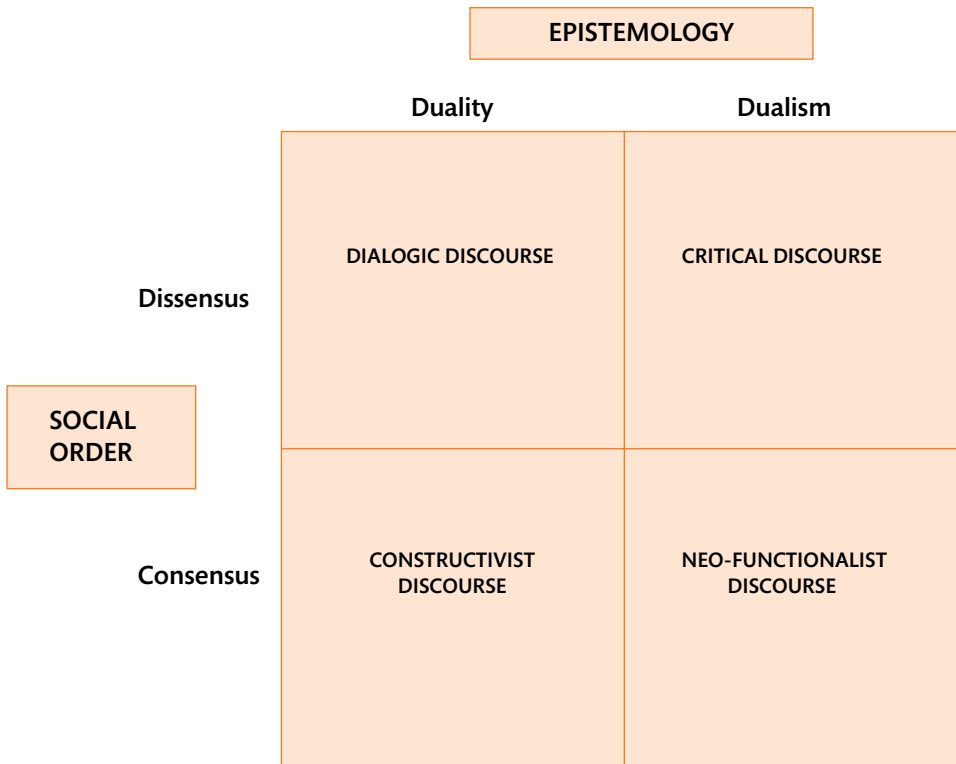 EPISTEMOLOGY
Duality
Dualism
DIALOGIC DISCOURSE
CRITICAL DISCOURSE
Dissensus
SOCIAL
ORDER
CONSTRUCTIVIST
DISCOURSE
NEO-FUNCTIONALIST
DISCOURSE
Consensus